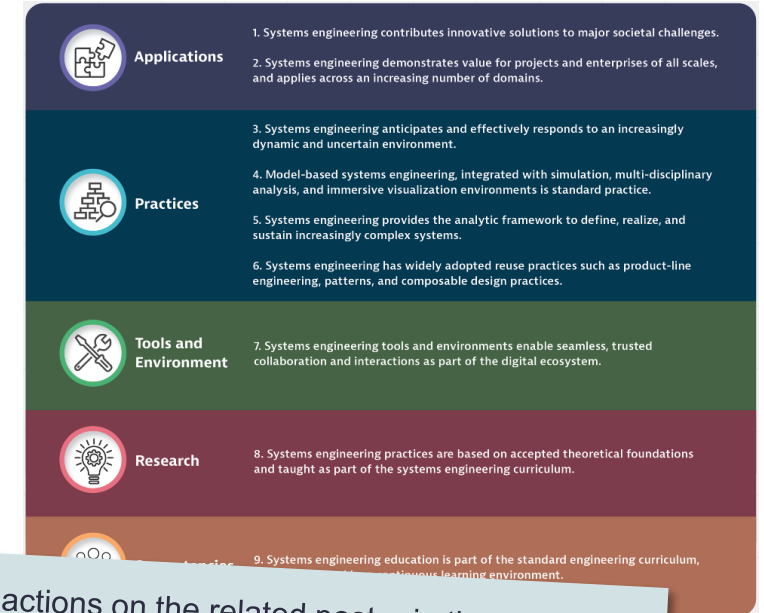 Applications
1. Systems engineering contributes innovative solutions to major societal challenges.
2. Systems engineering demonstrates value for projects and enterprises of all scales,
and applies across an increasing number of domains.
Practices
3. Systems engineering anticipates and effectively responds to an increasingly
dynamic and uncertain environment.
4. Model-based systems engineering, integrated with simulation, multi-disciplinary
analysis, and immersive visualization environments is standard practice.
5. Systems engineering provides the analytic framework to define, realize, and
sustain increasingly complex systems.
6. Systems engineering has widely adopted reuse practices such as product-line
engineering, patterns, and composable design practices.
Tools and
Environment
7. Systems engineering tools and environments enable seamless, trusted
collaboration and interactions as part of the digital ecosystem.
Research
8. Systems engineering practices are based on accepted theoretical foundations
and taught as part of the systems engineering curriculum.
9. Systems engineering education is part of the standard engineering curriculum,
continuous learning environment.
actions on the related